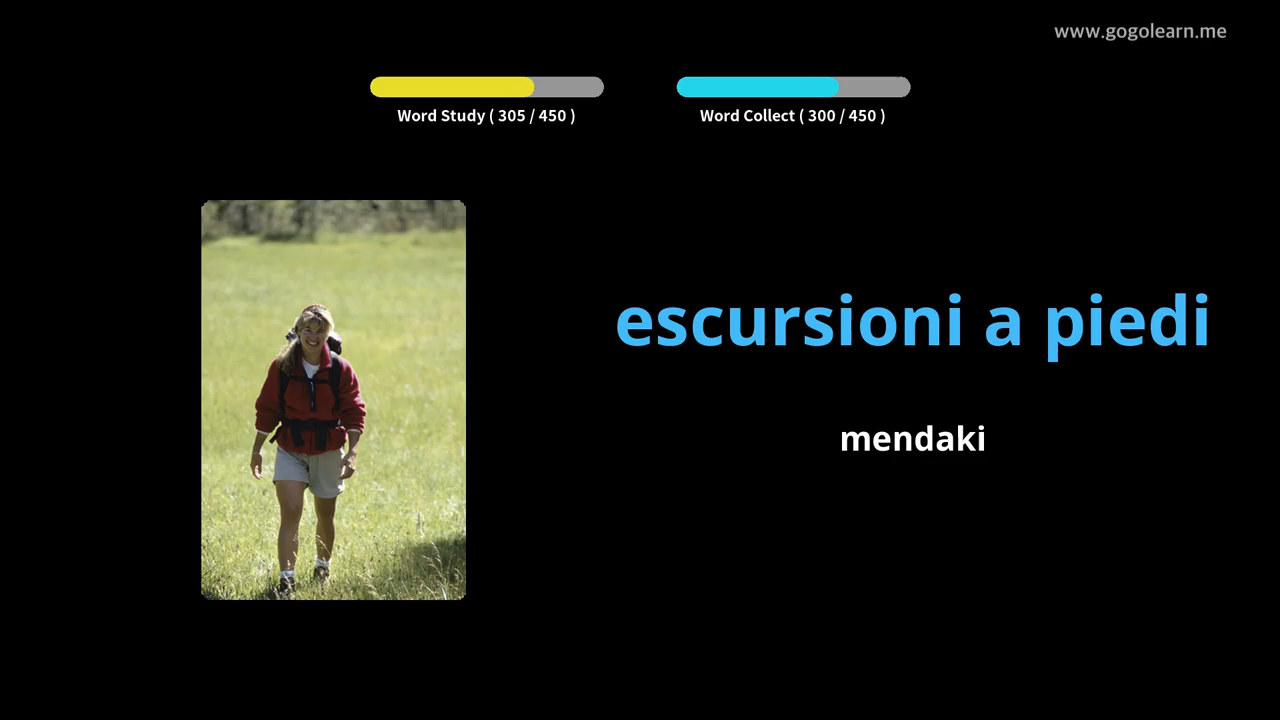 www.gogolearn.me
Word Study ( 305 / 450 )
Word Collect ( 300 / 450 )
escursioni a piedi
mendaki